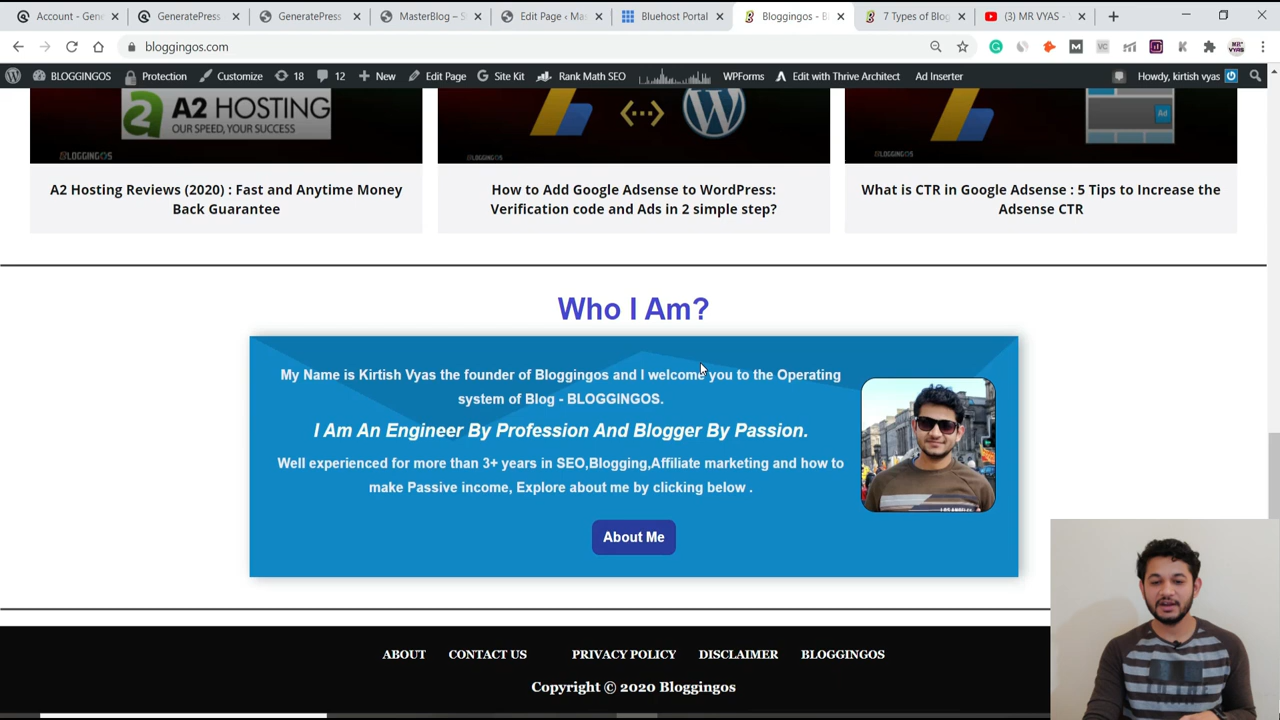 Account - Gene
GeneratePress
GeneratePress
MasterBlog – S
Edit Page ‹ Mas
Bluehost Portal
Bloggingos - B
7 Types of Blog
(3) MR VYAS -
bloggingos.com
BLOGGINGOS
Protection
Customize
18
12
New
Edit Page
Site Kit
Rank Math SEO
WPForms
Edit with Thrive Architect
Ad Inserter
Howdy, kirtish vyas
A2 HOSTING
OUR SPEED, YOUR SUCCESS
BLOGGINGOS
BLOGGINGOS
Ad
BLOGGINGOS
A2 Hosting Reviews (2020) : Fast and Anytime Money
Back Guarantee
How to Add Google Adsense to WordPress:
Verification code and Ads in 2 simple step?
What is CTR in Google Adsense : 5 Tips to Increase the
Adsense CTR
Who I Am?
My Name is Kirtish Vyas the founder of Bloggingos and I welcome you to the Operating
system of Blog - BLOGGINGOS.
I Am An Engineer By Profession And Blogger By Passion.
Well experienced for more than 3+ years in SEO,Blogging,Affiliate marketing and how to
make Passive income, Explore about me by clicking below .
About Me
ABOUT
CONTACT US
PRIVACY POLICY
DISCLAIMER
BLOGGINGOS
Copyright © 2020 Bloggingos